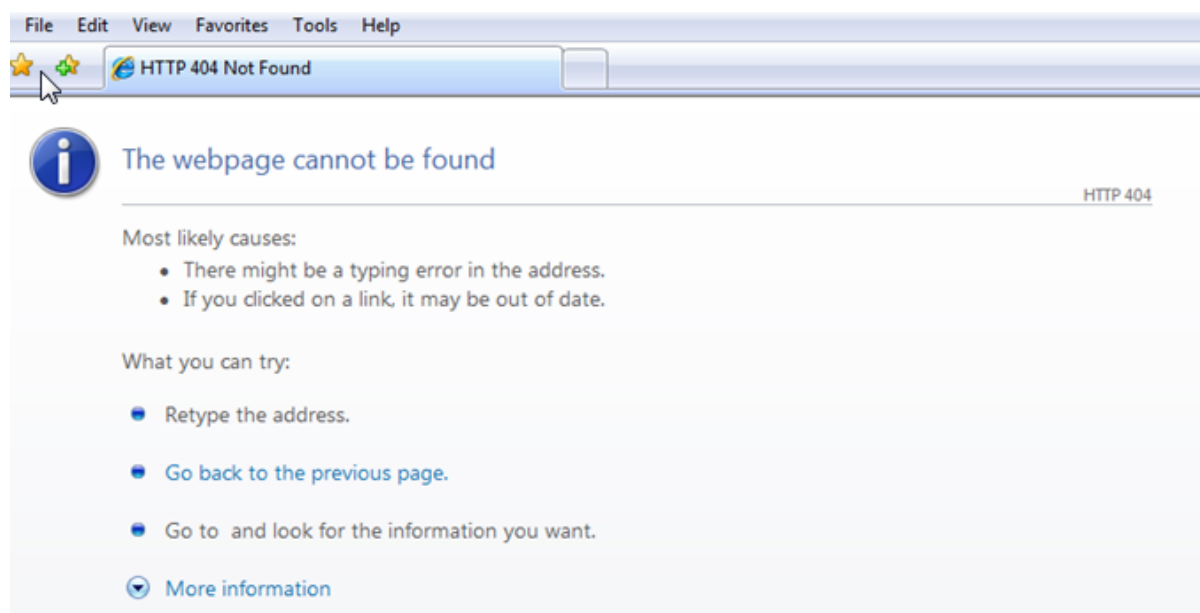 File Edit View Favorites Tools Help
HTTP 404 Not Found
The webpage cannot be found
HTTP 404
Most likely causes:
• There might be a typing error in the address.
• If you clicked on a link, it may be out of date.
What you can try:
Retype the address.
Go back to the previous page.
Go to  and look for the information you want.
More information